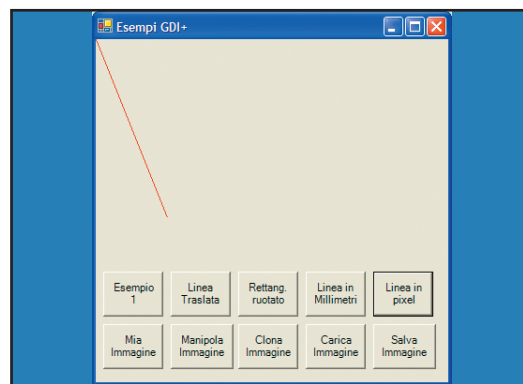 Esempi GDI+
Esempio
1
Linea
Traslata
Rettang.
ruotato
Linea in
Millimetri
Linea in
pixel
Mia
Immagine
Manipola
Immagine
Clona
Immagine
Carica
Immagine
Salva
Immagine